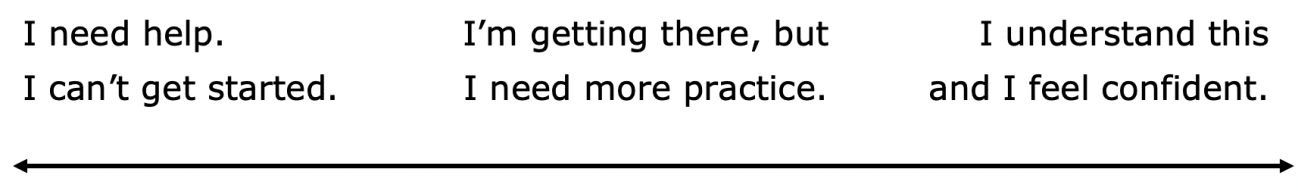 I need help.
I can’t get started.
I’m getting there, but
I need more practice.
I understand this
and I feel confident.